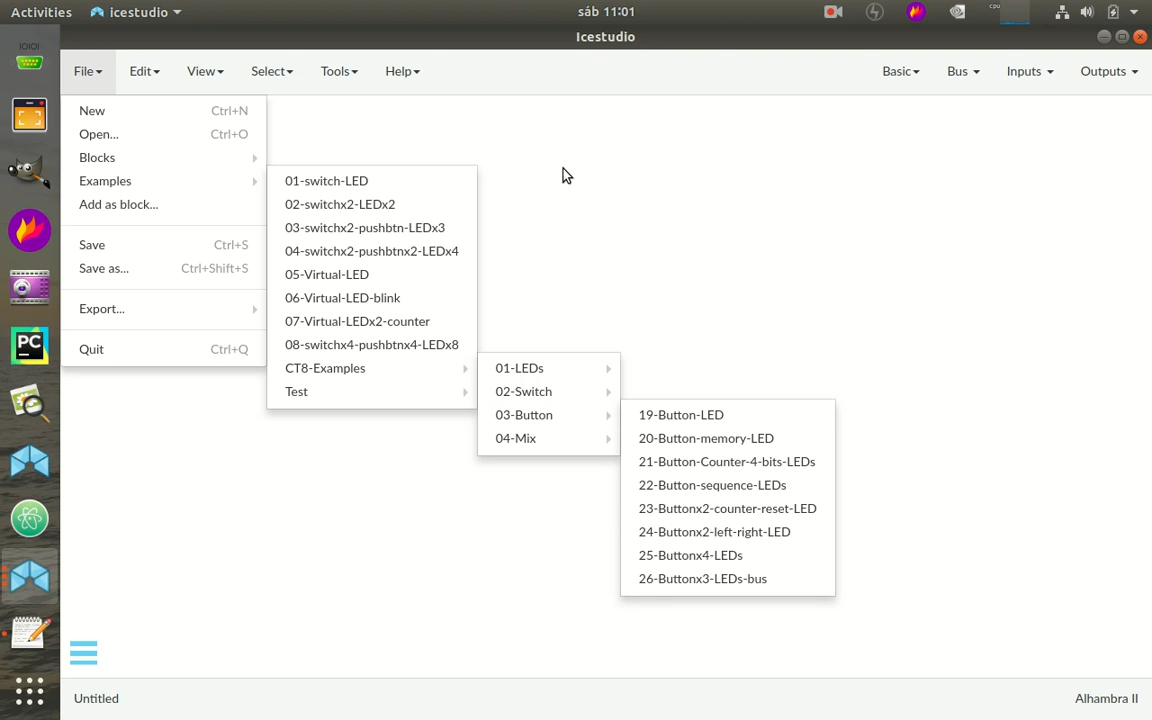 Activities icestudio sáb 11:01 cpu
Icestudio
File Edit View Select Tools Help Basic Bus Inputs Outputs
New Ctrl+N
Open... Ctrl+O
Blocks
Examples
Add as block...
Save Ctrl+S
Save as... Ctrl+Shift+S
Export...
Quit Ctrl+Q
01-switch-LED
02-switchx2-LEDx2
03-switchx2-pushbtn-LEDx3
04-switchx2-pushbtnx2-LEDx4
05-Virtual-LED
06-Virtual-LED-blink
07-Virtual-LEDx2-counter
08-switchx4-pushbtnx4-LEDx8
CT8-Examples
Test
01-LEDs
02-Switch
03-Button
04-Mix
19-Button-LED
20-Button-memory-LED
21-Button-Counter-4-bits-LEDs
22-Button-sequence-LEDs
23-Buttonx2-counter-reset-LED
24-Buttonx2-left-right-LED
25-Buttonx4-LEDs
26-Buttonx3-LEDs-bus
IOIOI
PC
Untitled Alhambra II